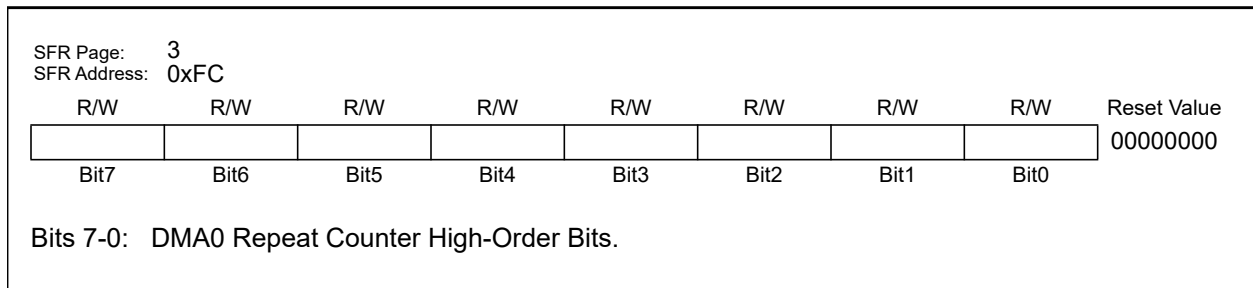 SFR Page: 3
SFR Address: 0xFC
R/W R/W R/W R/W R/W R/W R/W R/W Reset Value
00000000
Bit7 Bit6 Bit5 Bit4 Bit3 Bit2 Bit1 Bit0
Bits 7-0: DMA0 Repeat Counter High-Order Bits.